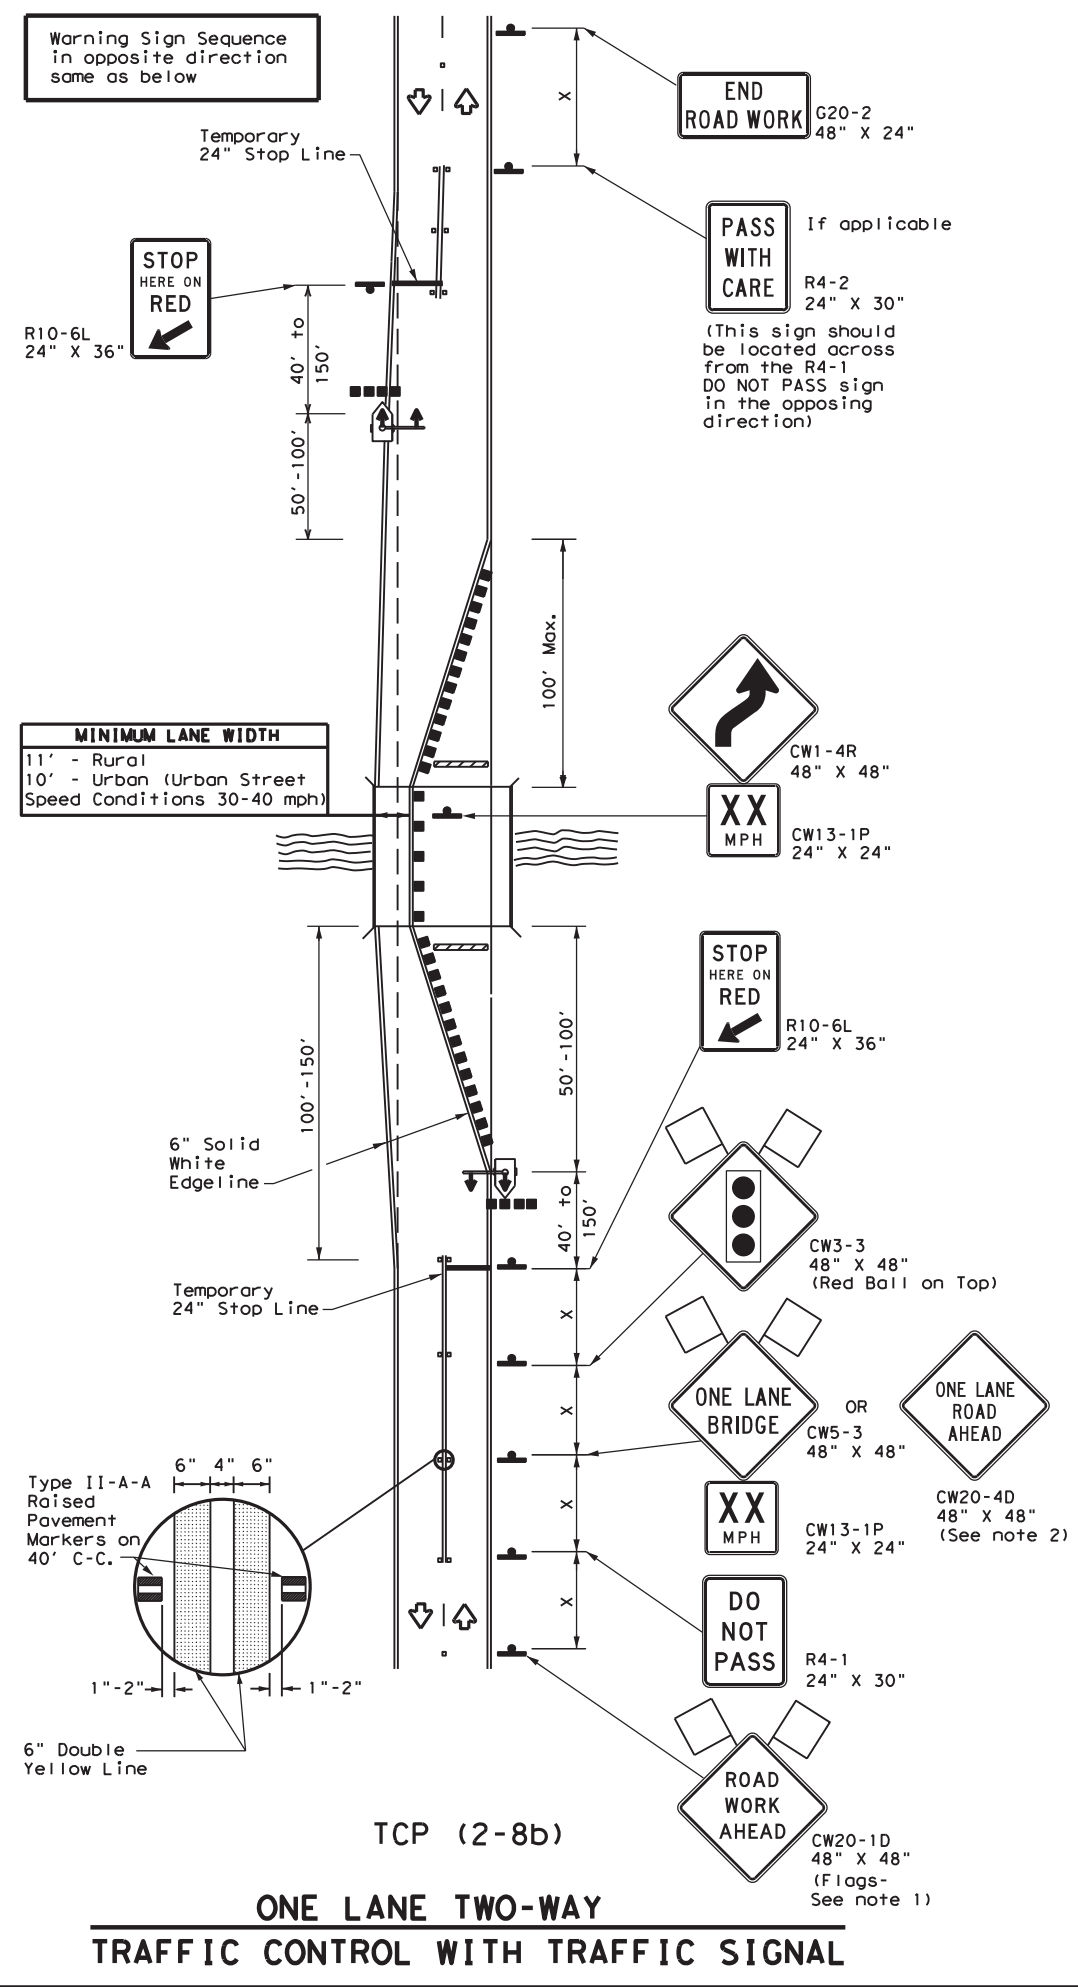 Warning Sign Sequence
in opposite direction
same as below
END
ROAD WORK
G20-2
48" X 24"
X
Temporary
24" Stop Line
PASS
WITH
CARE
If applicable
R4-2
24" X 30"
(This sign should
be located across
from the R4-1
DO NOT PASS sign
in the opposing
direction)
STOP
HERE ON
RED
R10-6L
24" X 36"
40' to
150'
50'-100'
100' Max.
CW1-4R
48" X 48"
XX
MPH
CW13-1P
24" X 24"
MINIMUM LANE WIDTH
11' - Rural
10' - Urban (Urban Street
Speed Conditions 30-40 mph)
STOP
HERE ON
RED
R10-6L
24" X 36"
100'-150'
50'-100'
6" Solid
White
Edgeline
40' to
150'
CW3-3
48" X 48"
(Red Ball on Top)
Temporary
24" Stop Line
X
X
X
X
ONE LANE
BRIDGE
OR
CW5-3
48" X 48"
ONE LANE
ROAD
AHEAD
CW20-4D
48" X 48"
(See note 2)
XX
MPH
CW13-1P
24" X 24"
6" 4" 6"
Type II-A-A
Raised
Pavement
Markers on
40' C-C.
1"-2"
1"-2"
6" Double
Yellow Line
DO
NOT
PASS
R4-1
24" X 30"
ROAD
WORK
AHEAD
CW20-1D
48" X 48"
(Flags-
See note 1)
TCP (2-8b)
ONE LANE TWO-WAY
TRAFFIC CONTROL WITH TRAFFIC SIGNAL